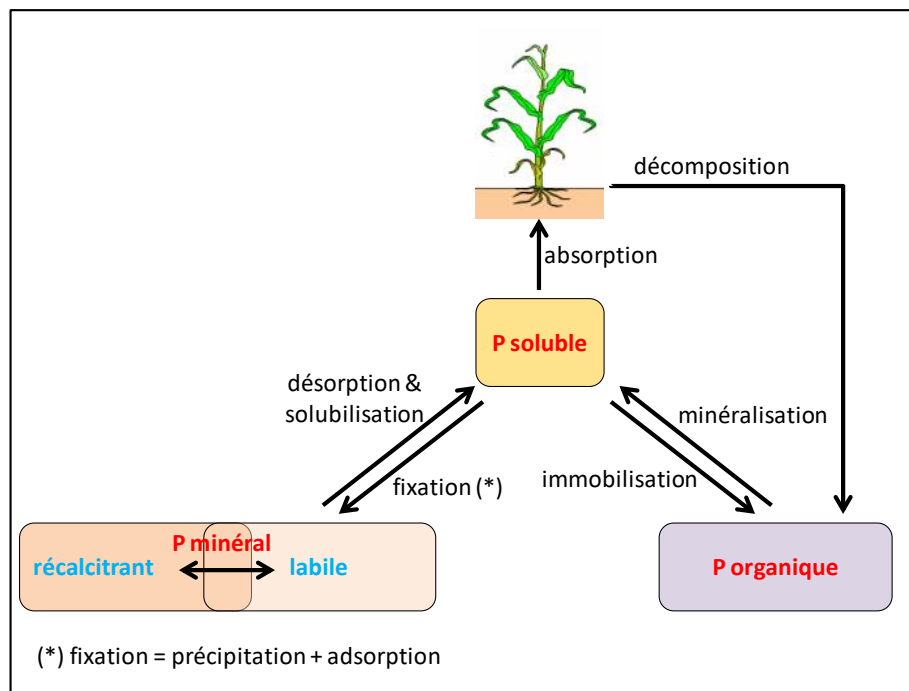 décomposition
absorption
P soluble
désorption &
solubilisation
minéralisation
fixation (*)
immobilisation
P minéral
récalcitrant
labile
P organique
(*) fixation = précipitation + adsorption